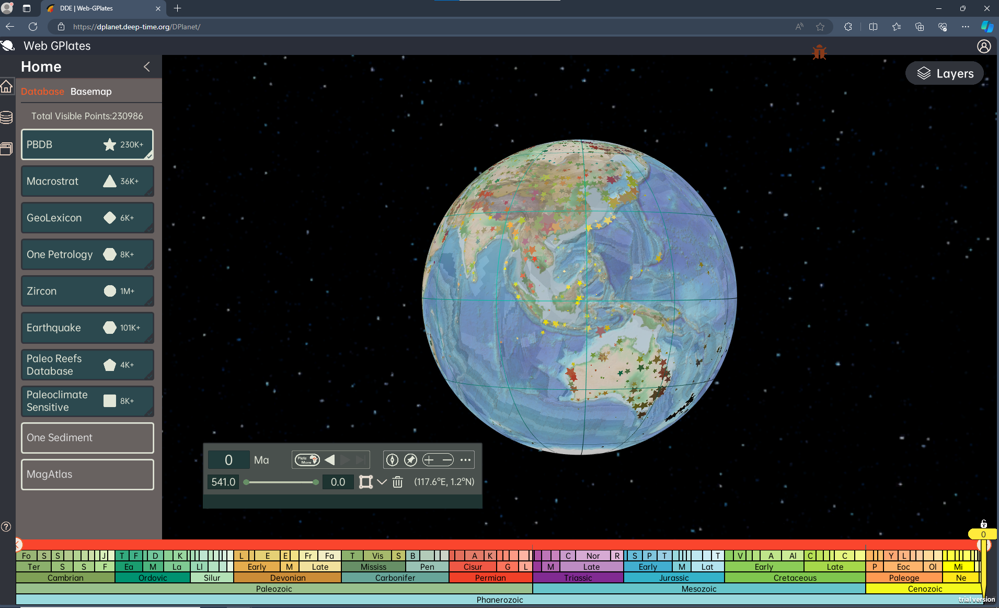 DDE | Web-GPlates
https://dplanet.deep-time.org/DPlanet/
Web GPlates
Home
Layers
Database Basemap
Total Visible Points:230986
PBDB 230K+
Macrostrat 36K+
GeoLexicon 6K+
One Petrology 8K+
Zircon 1M+
Earthquake 101K+
Paleo Reefs
Database 4K+
Paleoclimate
Sensitive 8K+
One Sediment
MagAtlas
0 Ma Plate Move
541.0 0.0 (117.6°E, 1.2°N)
0
Fo S S J T F D K L E E Fr Fa T Vis S B A K C Nor R S P T T V A Al C C Y L
Ter S S F Ea M La Ll Early M Late Mississ Pen Cisur G L M Late Early M Lat Early Late P Eoc Ol Mi
Cambrian Ordovic Silur Devonian Carbonifer Permian Triassic Jurassic Cretaceous Paleoge Ne
Paleozoic Mesozoic Cenozoic
Phanerozoic
trial version